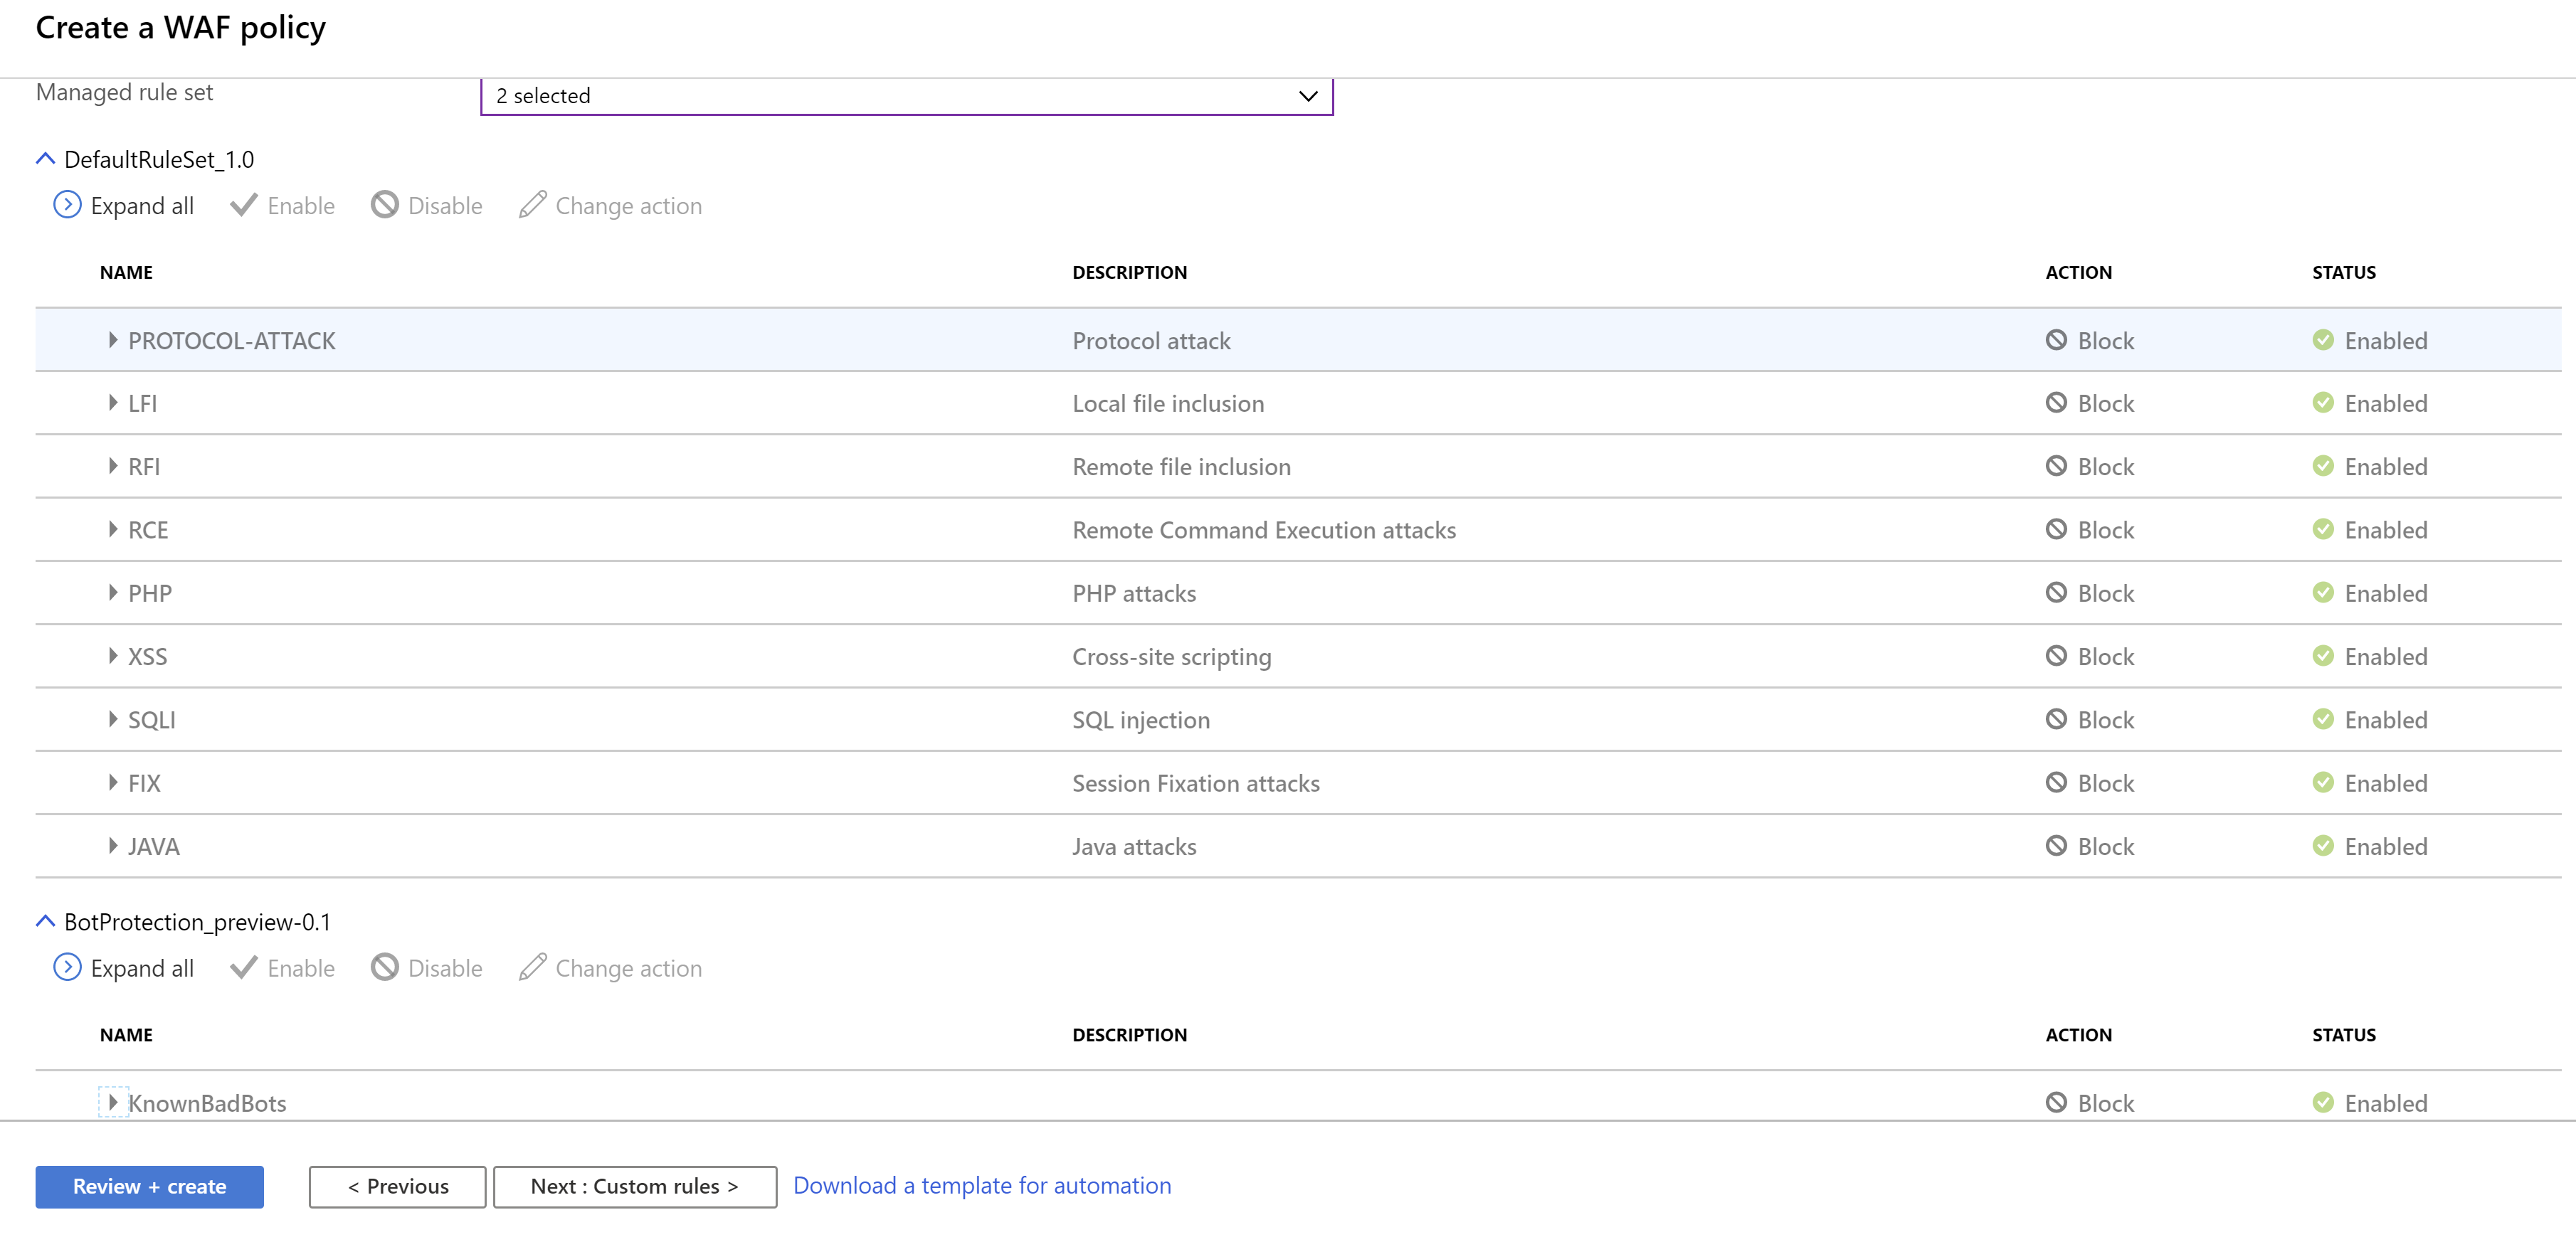 Create a WAF policy
Managed rule set 2 selected
DefaultRuleSet_1.0
Expand all Enable Disable Change action
NAME DESCRIPTION ACTION STATUS
PROTOCOL-ATTACK Protocol attack Block Enabled
LFI Local file inclusion Block Enabled
RFI Remote file inclusion Block Enabled
RCE Remote Command Execution attacks Block Enabled
PHP PHP attacks Block Enabled
XSS Cross-site scripting Block Enabled
SQLI SQL injection Block Enabled
FIX Session Fixation attacks Block Enabled
JAVA Java attacks Block Enabled
BotProtection_preview-0.1
Expand all Enable Disable Change action
NAME DESCRIPTION ACTION STATUS
KnownBadBots Block Enabled
Review + create < Previous Next : Custom rules > Download a template for automation